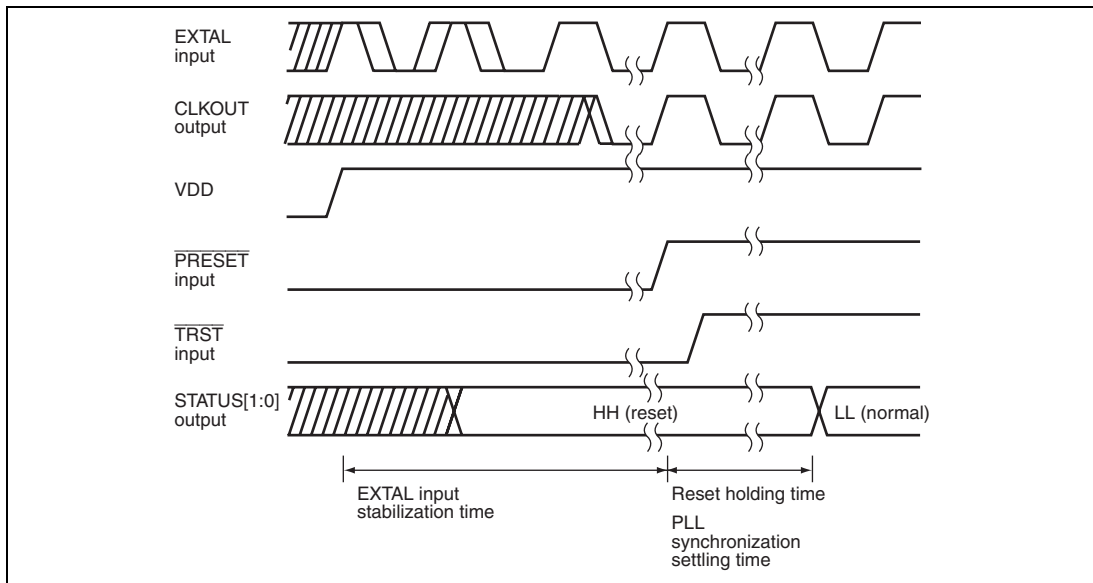 EXTAL
input
CLKOUT
output
VDD
PRESET
input
TRST
input
STATUS[1:0]
output
HH (reset)
LL (normal)
EXTAL input
stabilization time
Reset holding time
PLL
synchronization
settling time